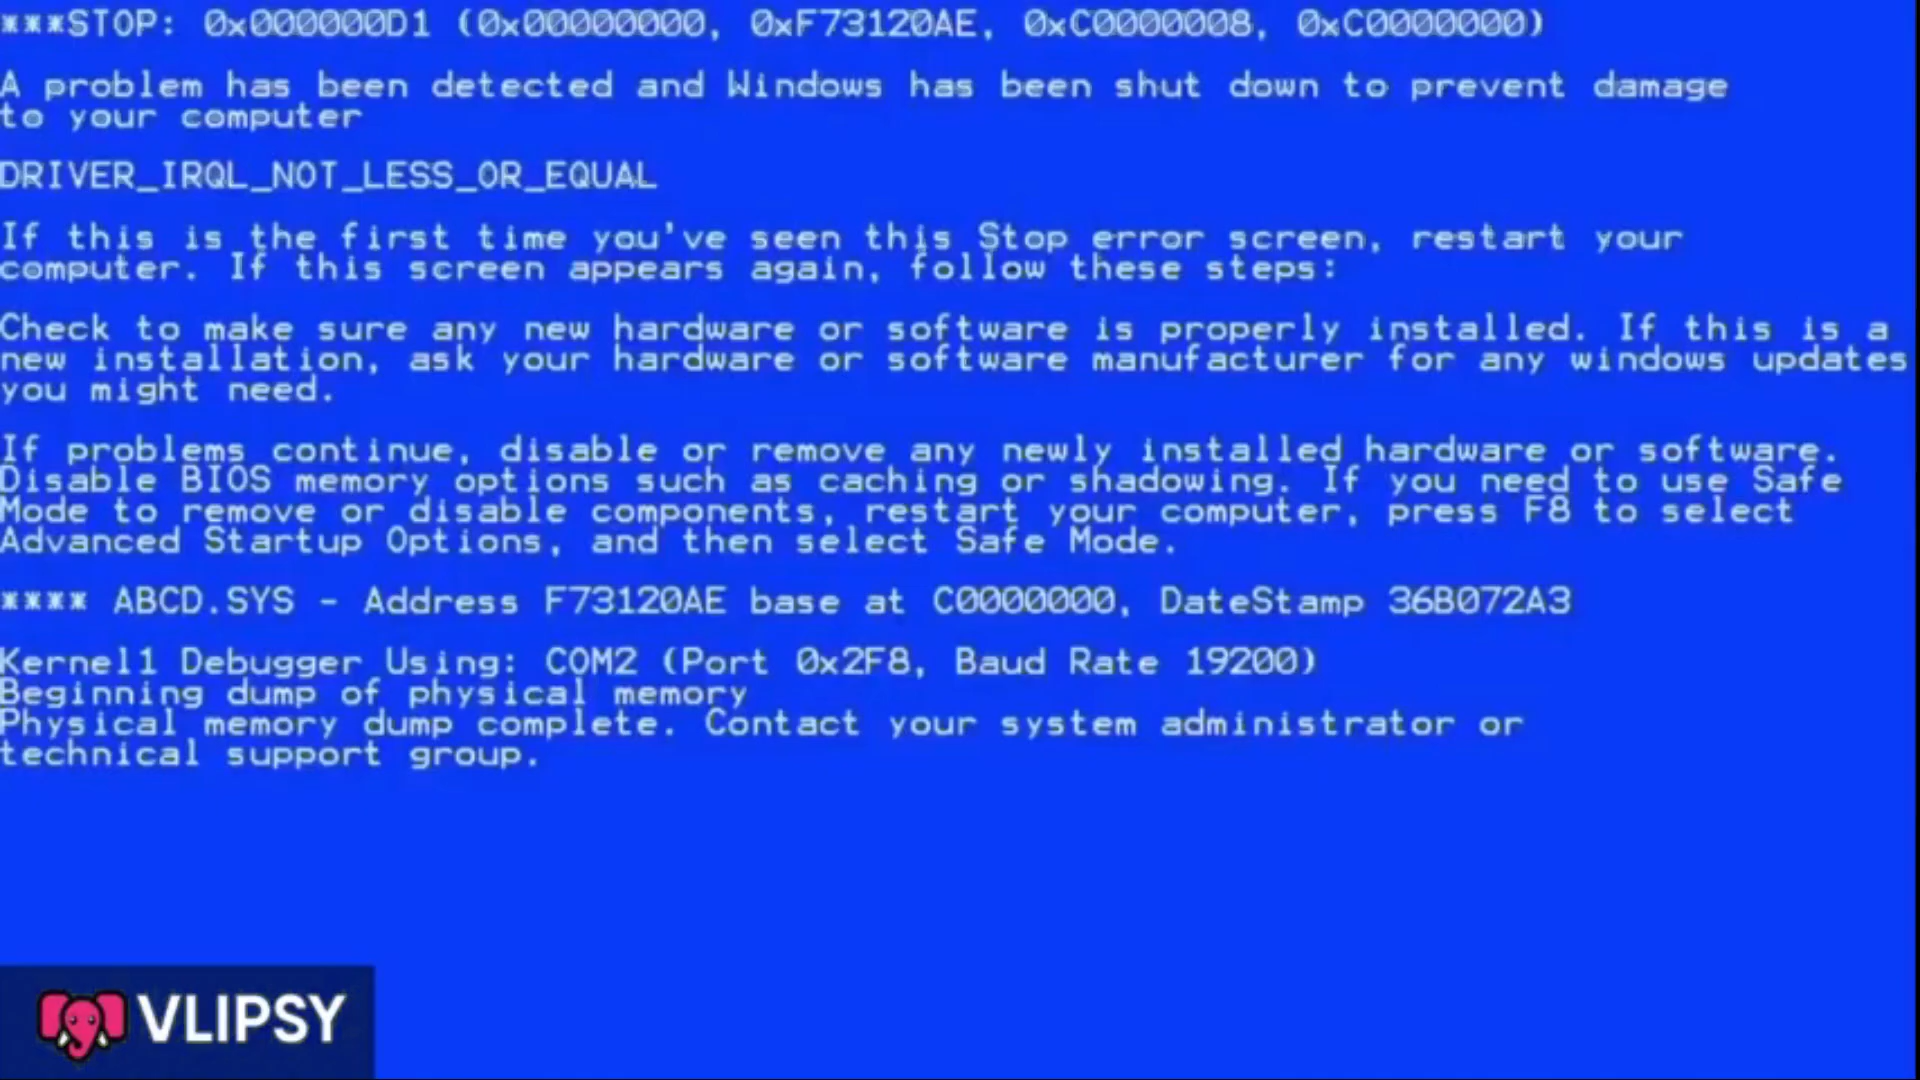 ***STOP: 0x000000D1 (0x00000000, 0xF73120AE, 0xC0000008, 0xC0000000)
A problem has been detected and Windows has been shut down to prevent damage
to your computer
DRIVER_IRQL_NOT_LESS_OR_EQUAL
If this is the first time you've seen this Stop error screen, restart your
computer. If this screen appears again, follow these steps:
Check to make sure any new hardware or software is properly installed. If this is a
new installation, ask your hardware or software manufacturer for any windows updates
you might need.
If problems continue, disable or remove any newly installed hardware or software.
Disable BIOS memory options such as caching or shadowing. If you need to use Safe
Mode to remove or disable components, restart your computer, press F8 to select
Advanced Startup Options, and then select Safe Mode.
**** ABCD.SYS - Address F73120AE base at C0000000, DateStamp 36B072A3
Kernel1 Debugger Using: COM2 (Port 0x2F8, Baud Rate 19200)
Beginning dump of physical memory
Physical memory dump complete. Contact your system administrator or
technical support group.
VLIPSY